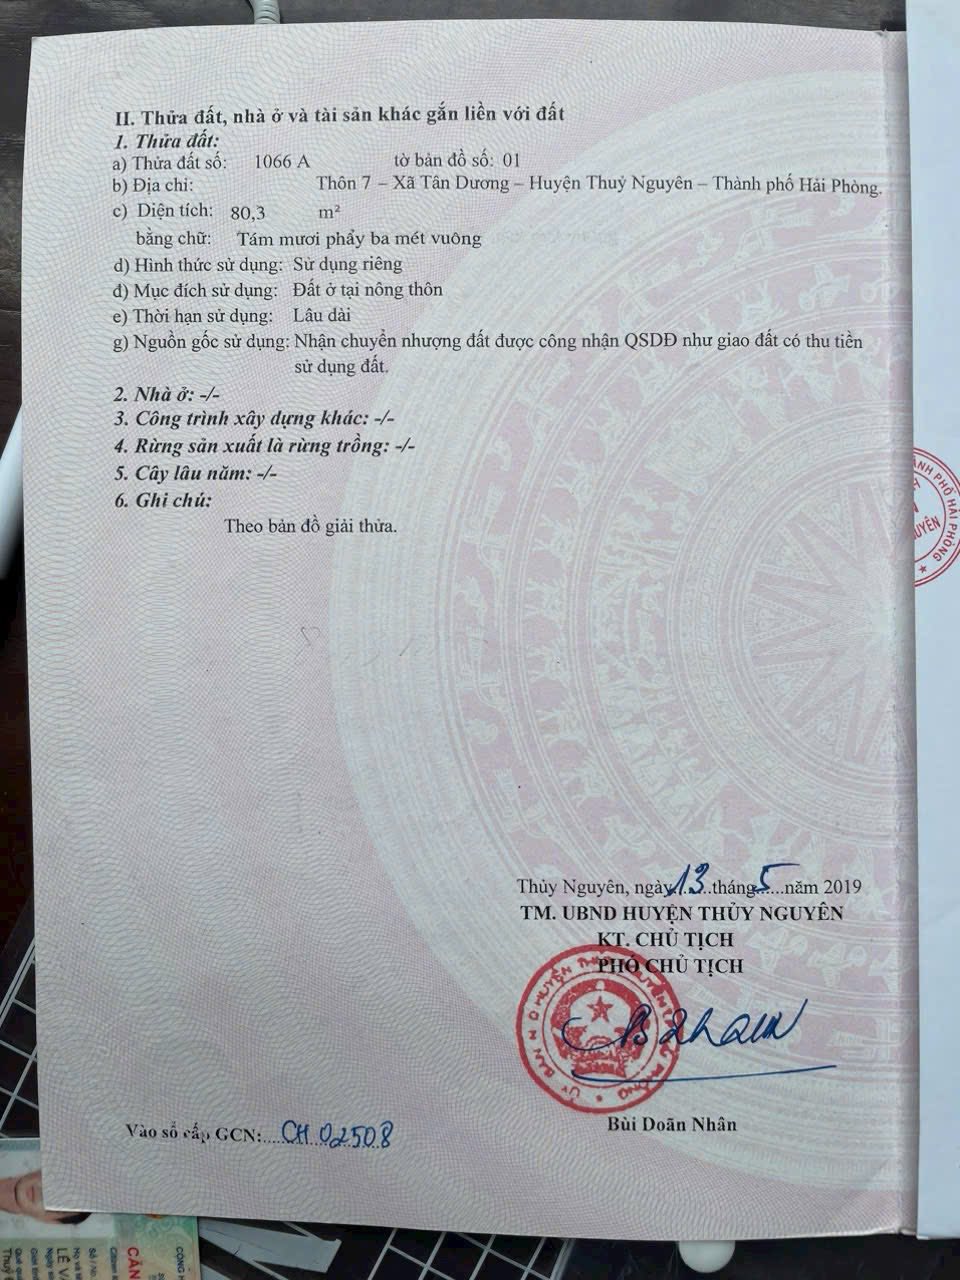 II. Thửa đất, nhà ở và tài sản khác gắn liền với đất
1. Thửa đất:
a) Thửa đất số: 1066 A tờ bản đồ số: 01
b) Địa chỉ: Thôn 7 – Xã Tân Dương – Huyện Thuỷ Nguyên – Thành phố Hải Phòng.
c) Diện tích: 80,3 m²
bằng chữ: Tám mươi phẩy ba mét vuông
d) Hình thức sử dụng: Sử dụng riêng
đ) Mục đích sử dụng: Đất ở tại nông thôn
e) Thời hạn sử dụng: Lâu dài
g) Nguồn gốc sử dụng: Nhận chuyển nhượng đất được công nhận QSDĐ như giao đất có thu tiền
sử dụng đất.
2. Nhà ở: -/-
3. Công trình xây dựng khác: -/-
4. Rừng sản xuất là rừng trồng: -/-
5. Cây lâu năm: -/-
6. Ghi chú:
Theo bản đồ giải thửa.
ÀNH PHỐ HẢI PHÒNG
UYÊN
Thủy Nguyên, ngày 13 tháng 5 năm 2019
TM. UBND HUYỆN THỦY NGUYÊN
KT. CHỦ TỊCH
PHÓ CHỦ TỊCH
Bùi Doãn Nhân
Vào sổ cấp GCN: CH 02508
CĂN
LÊ V